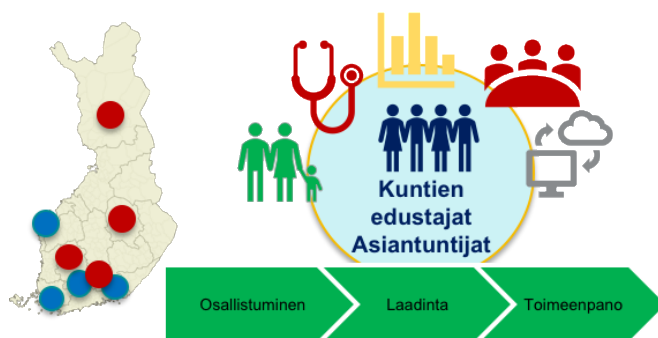 Kuntien
edustajat
Asiantuntijat
Osallistuminen
Laadinta
Toimeenpano